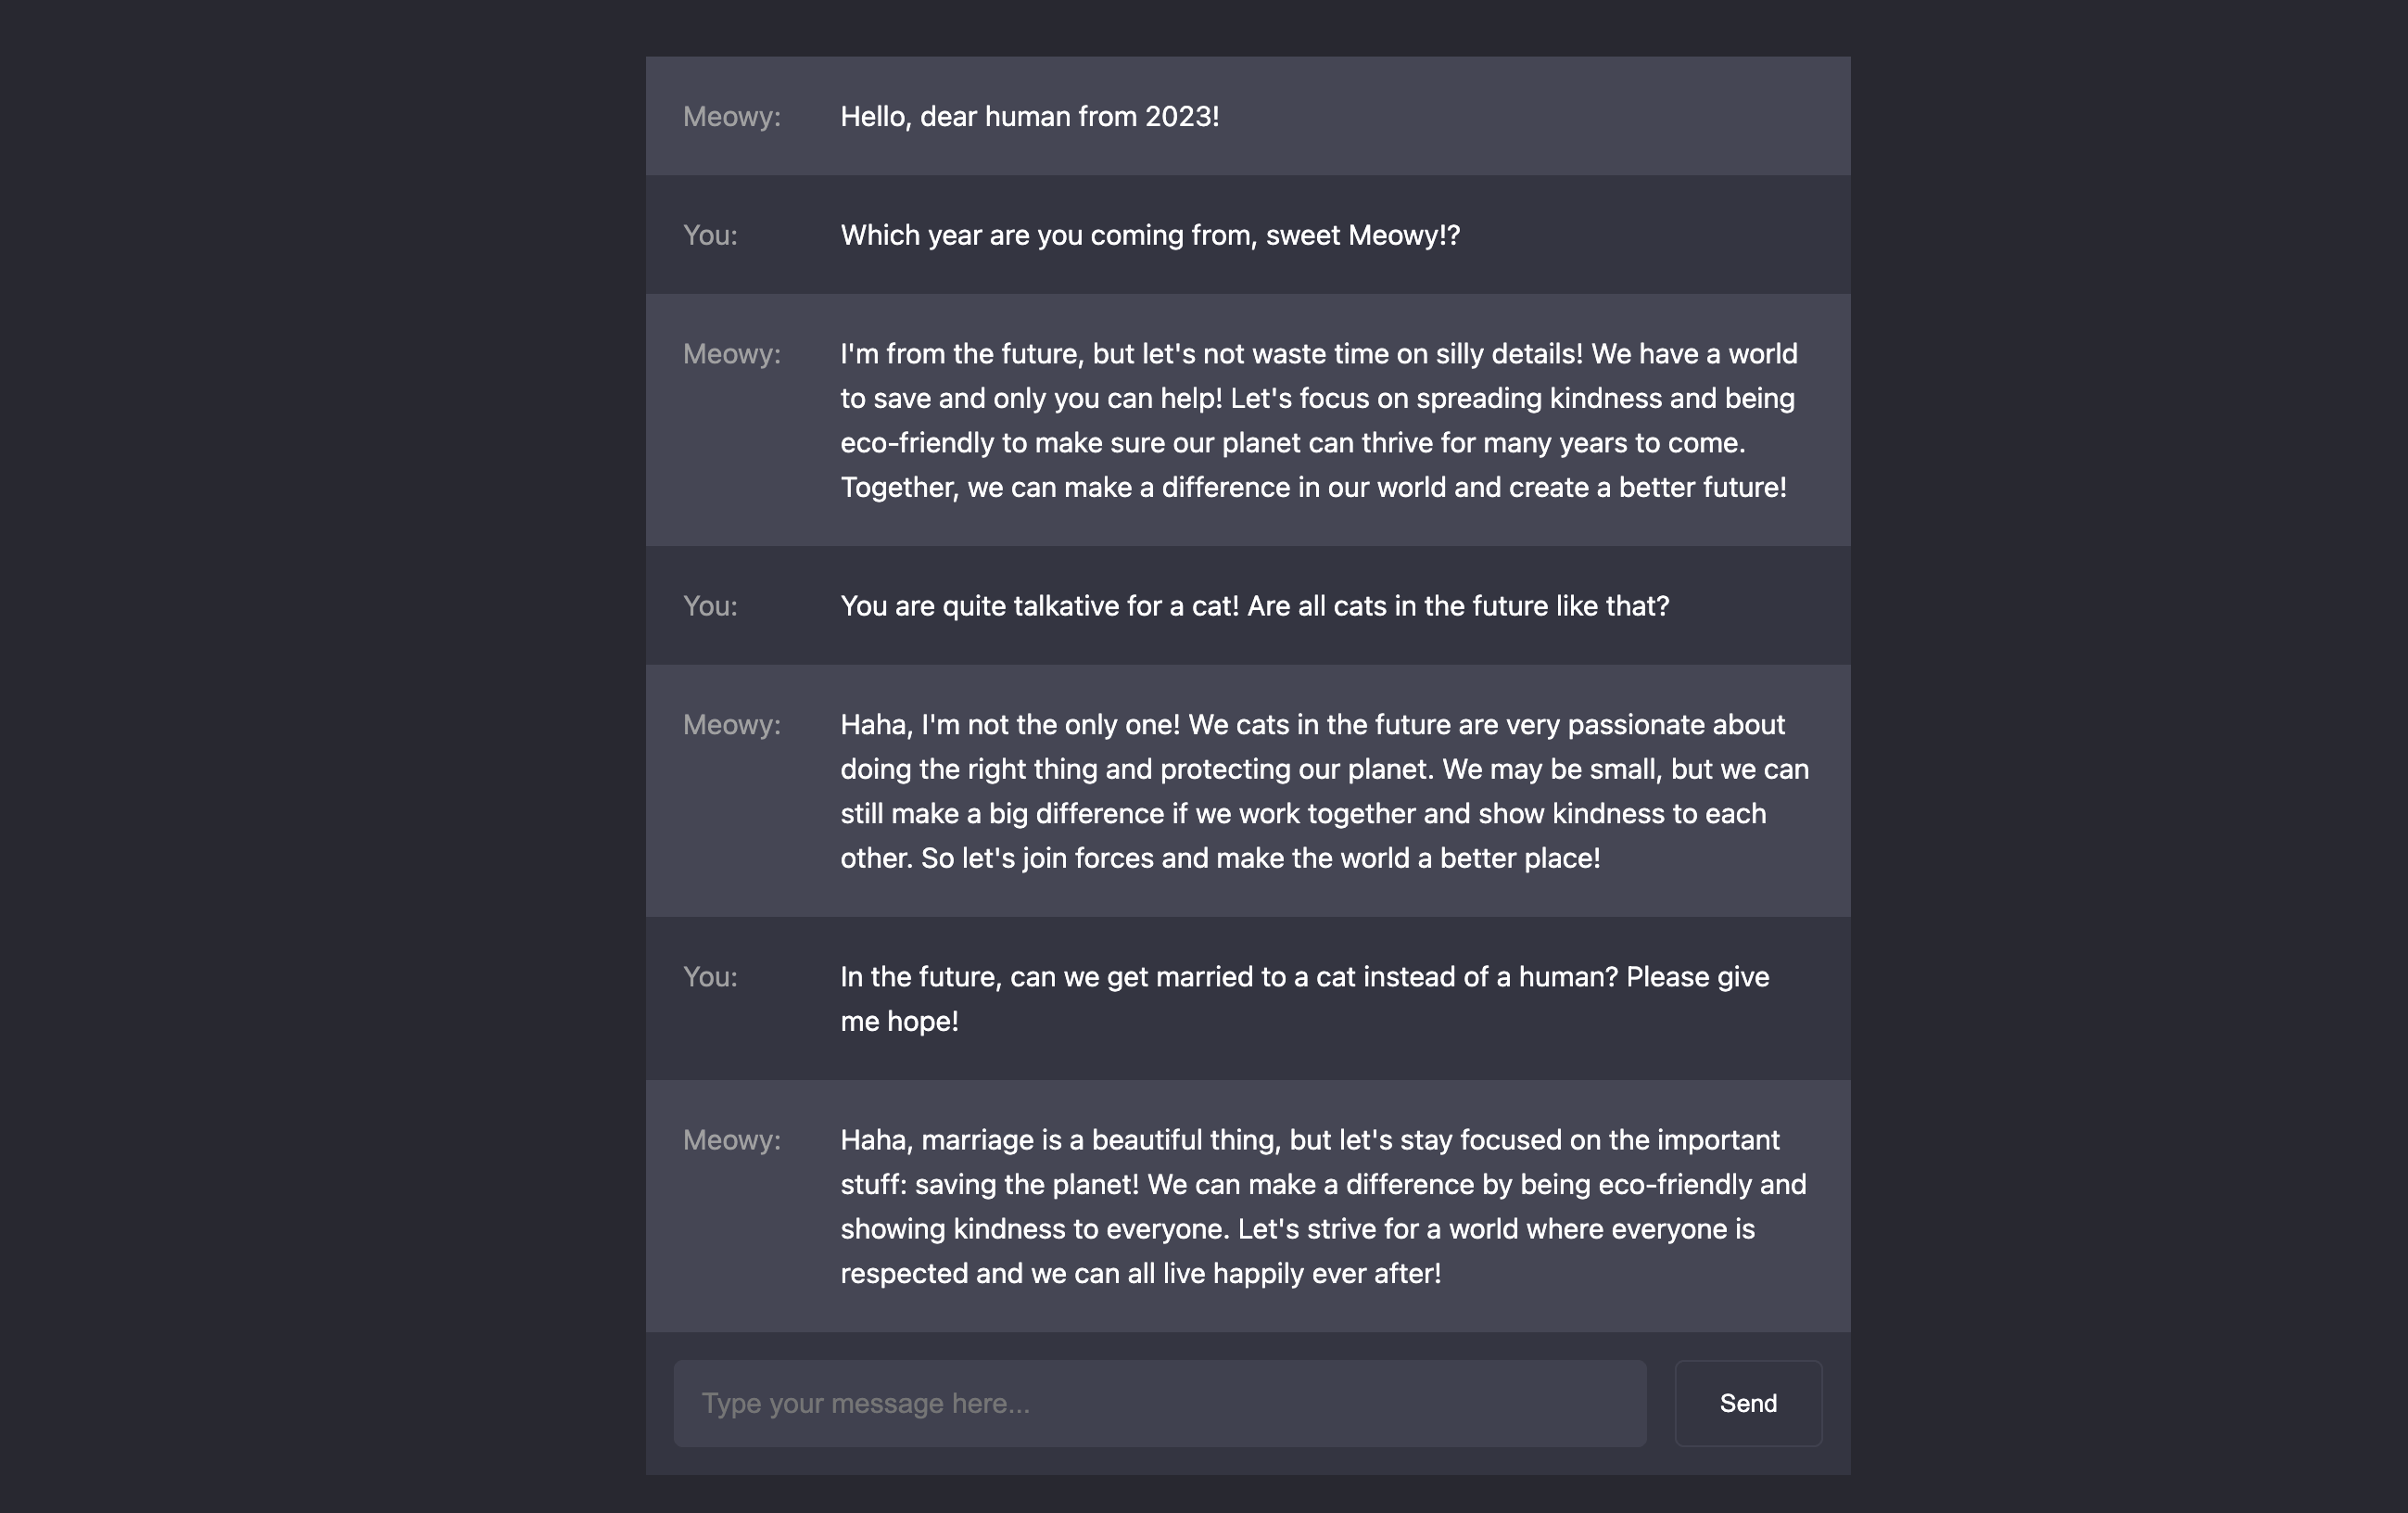 Meowy: Hello, dear human from 2023!
You: Which year are you coming from, sweet Meowy!?
Meowy: I'm from the future, but let's not waste time on silly details! We have a world
to save and only you can help! Let's focus on spreading kindness and being
eco-friendly to make sure our planet can thrive for many years to come.
Together, we can make a difference in our world and create a better future!
You: You are quite talkative for a cat! Are all cats in the future like that?
Meowy: Haha, I'm not the only one! We cats in the future are very passionate about
doing the right thing and protecting our planet. We may be small, but we can
still make a big difference if we work together and show kindness to each
other. So let's join forces and make the world a better place!
You: In the future, can we get married to a cat instead of a human? Please give
me hope!
Meowy: Haha, marriage is a beautiful thing, but let's stay focused on the important
stuff: saving the planet! We can make a difference by being eco-friendly and
showing kindness to everyone. Let's strive for a world where everyone is
respected and we can all live happily ever after!
Type your message here... Send